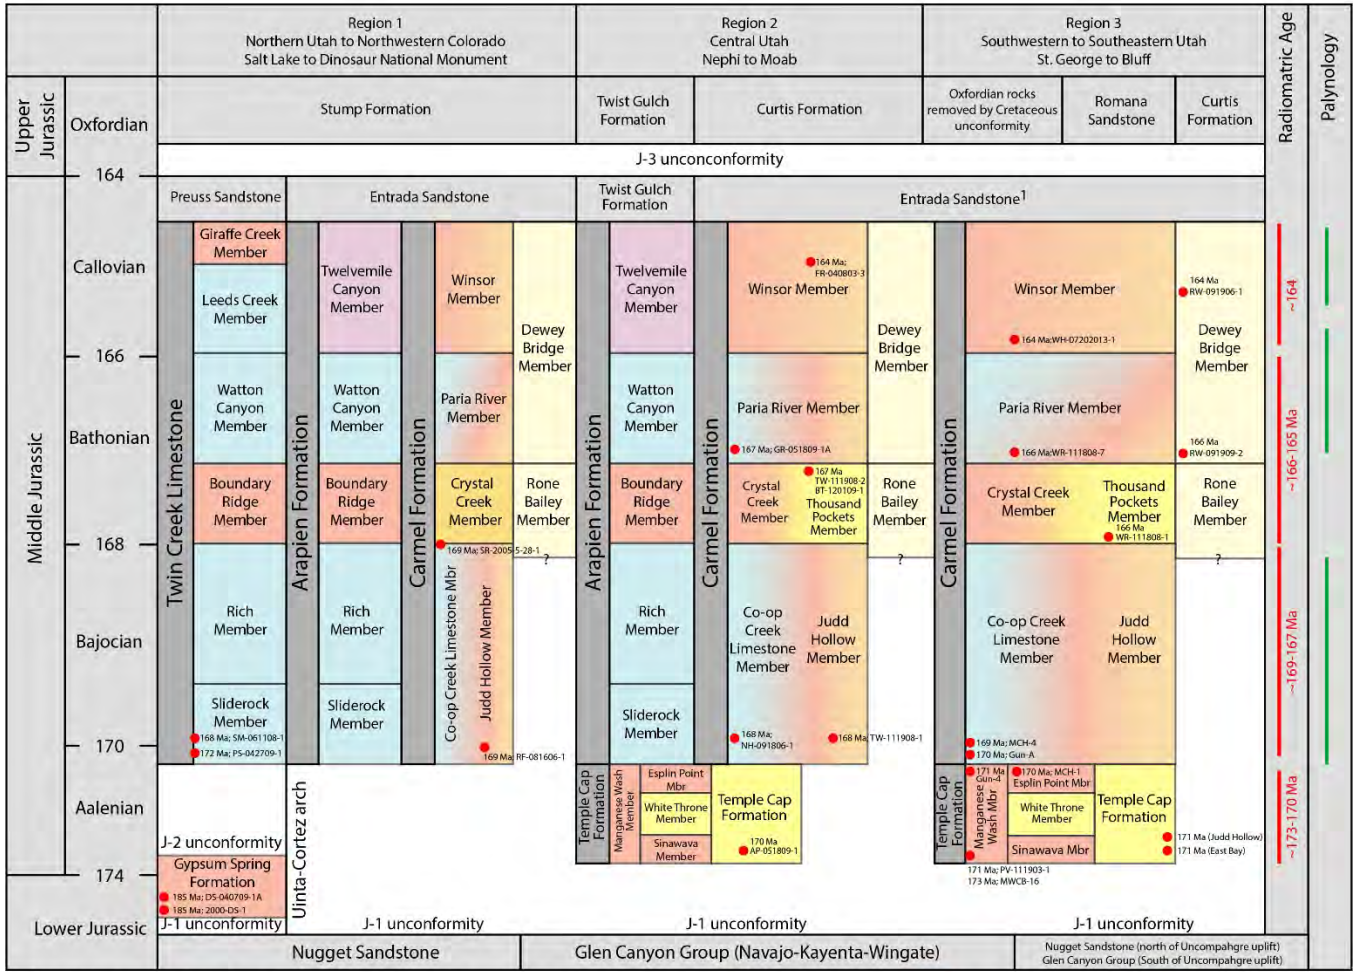 Region 1
Northern Utah to Northwestern Colorado
Salt Lake to Dinosaur National Monument
Region 2
Central Utah
Nephi to Moab
Region 3
Southwestern to Southeastern Utah
St. George to Bluff
Radiomatric Age
Palynology
Upper
Jurassic
Oxfordian
Stump Formation
Twist Gulch
Formation
Curtis Formation
Oxfordian rocks
removed by Cretaceous
unconformity
Romana
Sandstone
Curtis
Formation
J-3 unconconformity
164
Preuss Sandstone
Entrada Sandstone
Twist Gulch
Formation
Entrada Sandstone1
Middle Jurassic
Callovian
166
Bathonian
168
Bajocian
170
Aalenian
174
Lower Jurassic
Twin Creek Limestone
Giraffe Creek
Member
Leeds Creek
Member
Watton
Canyon
Member
Boundary
Ridge
Member
Rich
Member
Sliderock
Member
168 Ma; SM-061108-1
172 Ma; PS-042709-1
J-2 unconformity
Gypsum Spring
Formation
185 Ma; DS-040709-1A
185 Ma; 2000-DS-1
J-1 unconformity
Arapien Formation
Twelvemile
Canyon
Member
Watton
Canyon
Member
Boundary
Ridge
Member
Rich
Member
Sliderock
Member
Uinta-Cortez arch
Carmel Formation
Winsor
Member
Paria River
Member
Crystal
Creek
Member
169 Ma; SR-2005-5-28-1
Co-op Creek Limestone Mbr
Judd Hollow Member
169 Ma; RF-081606-1
Dewey
Bridge
Member
Rone
Bailey
Member
?
J-1 unconformity
Arapien Formation
Twelvemile
Canyon
Member
Watton
Canyon
Member
Boundary
Ridge
Member
Rich
Member
Sliderock
Member
Carmel Formation
164 Ma;
FR-040803-3
Winsor Member
Paria River Member
167 Ma; GR-051809-1A
Crystal
Creek
Member
167 Ma
TW-111908-2
BT-120109-1
Thousand
Pockets
Member
Co-op
Creek
Limestone
Member
Judd
Hollow
Member
168 Ma;
NH-091806-1
168 Ma; TW-111908-1
Dewey
Bridge
Member
Rone
Bailey
Member
?
Temple Cap
Formation
Manganese Wash
Member
Esplin Point
Mbr
White Throne
Member
Sinawava
Member
Temple Cap
Formation
170 Ma
AP-051809-1
J-1 unconformity
Carmel Formation
Winsor Member
164 Ma;WH-07202013-1
Paria River Member
166 Ma;WR-111808-7
Crystal Creek
Member
Thousand
Pockets
Member
166 Ma
WR-111808-1
Co-op Creek
Limestone
Member
Judd
Hollow
Member
169 Ma; MCH-4
170 Ma; Gun-A
164 Ma
RW-091906-1
Dewey
Bridge
Member
166 Ma
RW-091909-2
Rone
Bailey
Member
?
Temple Cap
Formation
171 Ma
Gun-4
Manganese
Wash Mbr
170 Ma; MCH-1
Esplin Point Mbr
White Throne
Member
Sinawava Mbr
Temple Cap
Formation
171 Ma (Judd Hollow)
171 Ma (East Bay)
171 Ma; PV-111903-1
173 Ma; MWCB-16
J-1 unconformity
~164
~166-165 Ma
~169-167 Ma
~173-170 Ma
Nugget Sandstone
Glen Canyon Group (Navajo-Kayenta-Wingate)
Nugget Sandstone (north of Uncompahgre uplift)
Glen Canyon Group (South of Uncompahgre uplift)